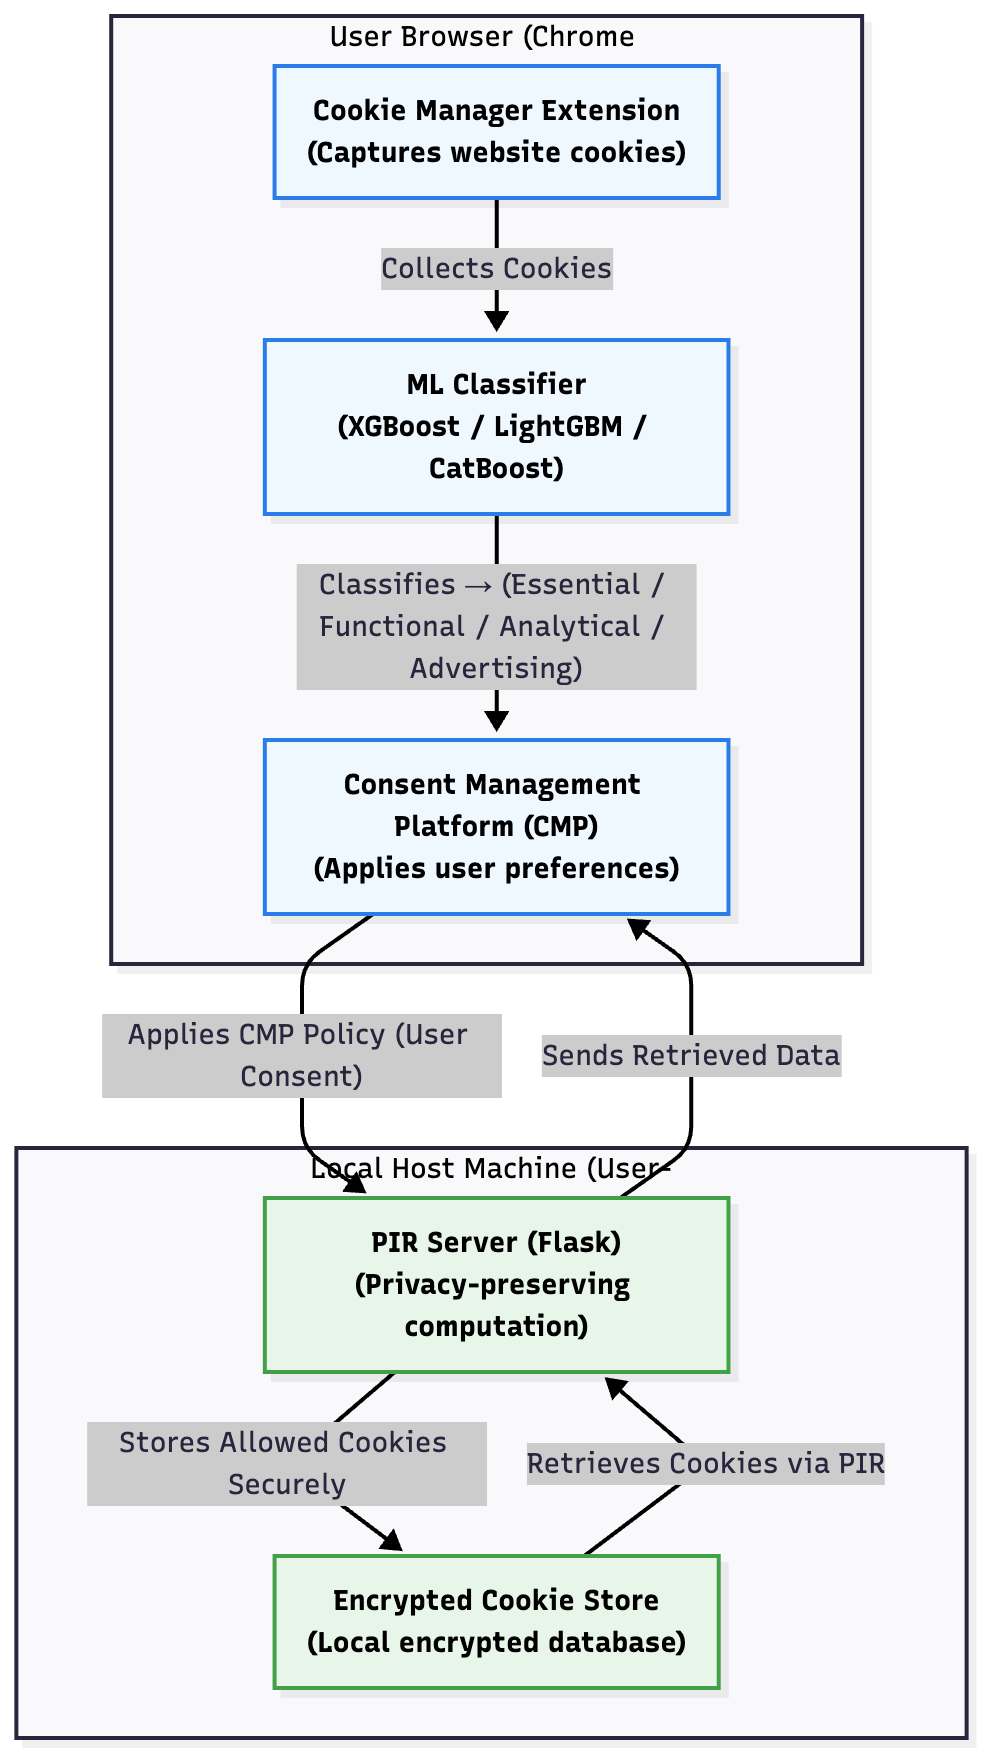 User Browser (Chrome
Cookie Manager Extension
(Captures website cookies)
Collects Cookies
ML Classifier
(XGBoost / LightGBM /
CatBoost)
Classifies → (Essential /
Functional / Analytical /
Advertising)
Consent Management
Platform (CMP)
(Applies user preferences)
Applies CMP Policy (User
Consent)
Sends Retrieved Data
Local Host Machine (User-
PIR Server (Flask)
(Privacy-preserving
computation)
Stores Allowed Cookies
Securely
Retrieves Cookies via PIR
Encrypted Cookie Store
(Local encrypted database)